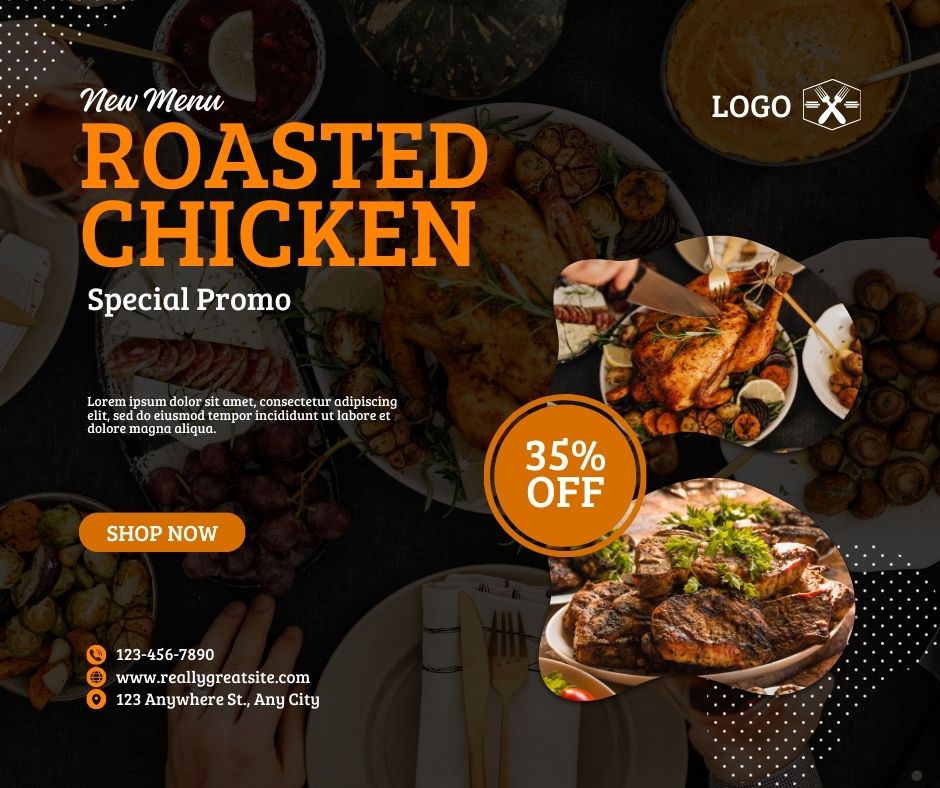 New Menu
ROASTED
CHICKEN
Special Promo
LOGO
Lorem ipsum dolor sit amet, consectetur adipiscing
elit, sed do eiusmod tempor incididunt ut labore et
dolore magna aliqua.
35%
OFF
SHOP NOW
123-456-7890
www.reallygreatsite.com
123 Anywhere St., Any City